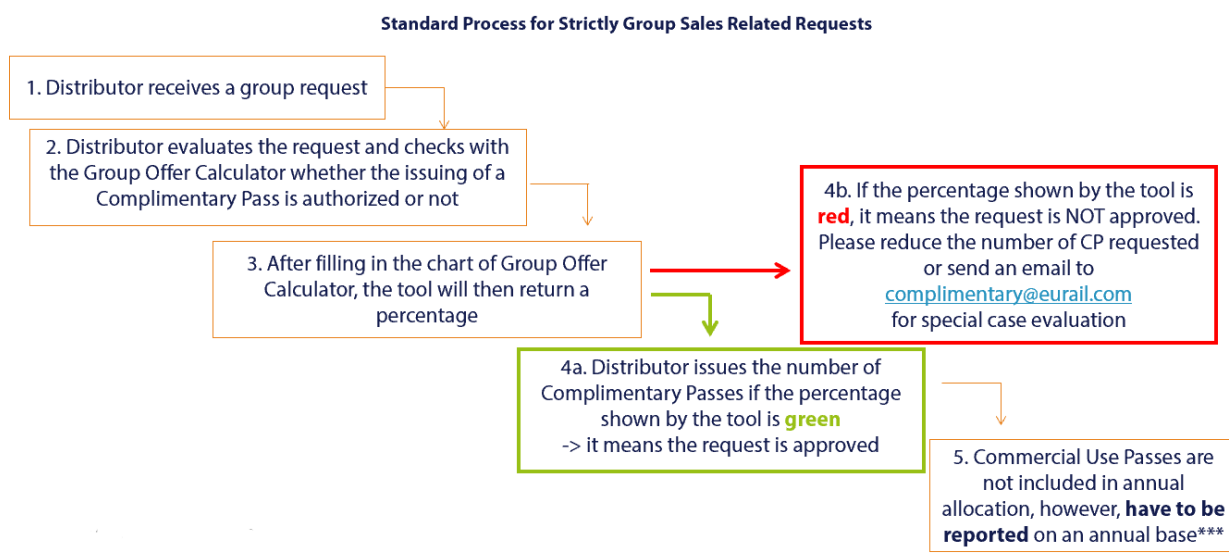 Standard Process for Strictly Group Sales Related Requests
1. Distributor receives a group request
2. Distributor evaluates the request and checks with
the Group Offer Calculator whether the issuing of a
Complimentary Pass is authorized or not
3. After filling in the chart of Group Offer
Calculator, the tool will then return a
percentage
4b. If the percentage shown by the tool is
red, it means the request is NOT approved.
Please reduce the number of CP requested
or send an email to
complimentary@eurail.com
for special case evaluation
4a. Distributor issues the number of
Complimentary Passes if the percentage
shown by the tool is green
-> it means the request is approved
5. Commercial Use Passes are
not included in annual
allocation, however, have to be
reported on an annual base***